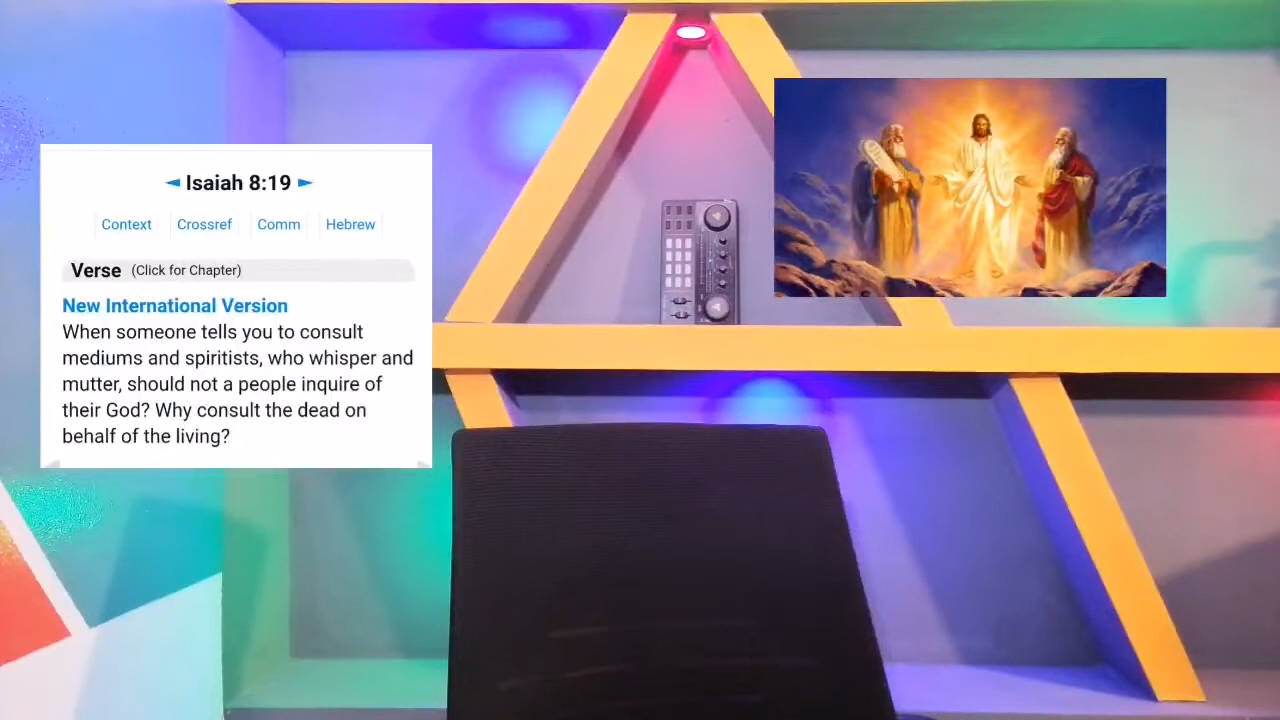 ◄ Isaiah 8:19 ►
Context Crossref Comm Hebrew
Verse (Click for Chapter)
New International Version
When someone tells you to consult
mediums and spiritists, who whisper and
mutter, should not a people inquire of
their God? Why consult the dead on
behalf of the living?